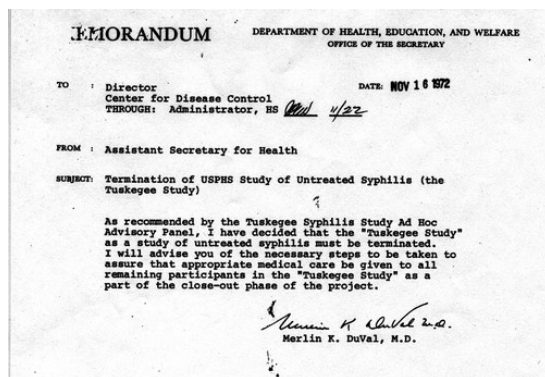 MEMORANDUM
DEPARTMENT OF HEALTH, EDUCATION, AND WELFARE
OFFICE OF THE SECRETARY
TO : Director
Center for Disease Control
THROUGH: Administrator, HS 11/22
DATE: NOV 16 1972
FROM : Assistant Secretary for Health
SUBJECT: Termination of USPHS Study of Untreated Syphilis (the
Tuskegee Study)
As recommended by the Tuskegee Syphilis Study Ad Hoc
Advisory Panel, I have decided that the "Tuskegee Study"
as a study of untreated syphilis must be terminated.
I will advise you of the necessary steps to be taken to
assure that appropriate medical care be given to all
remaining participants in the "Tuskegee Study" as a
part of the close-out phase of the project.
Merlin K DuVal M.D.
Merlin K. DuVal, M.D.